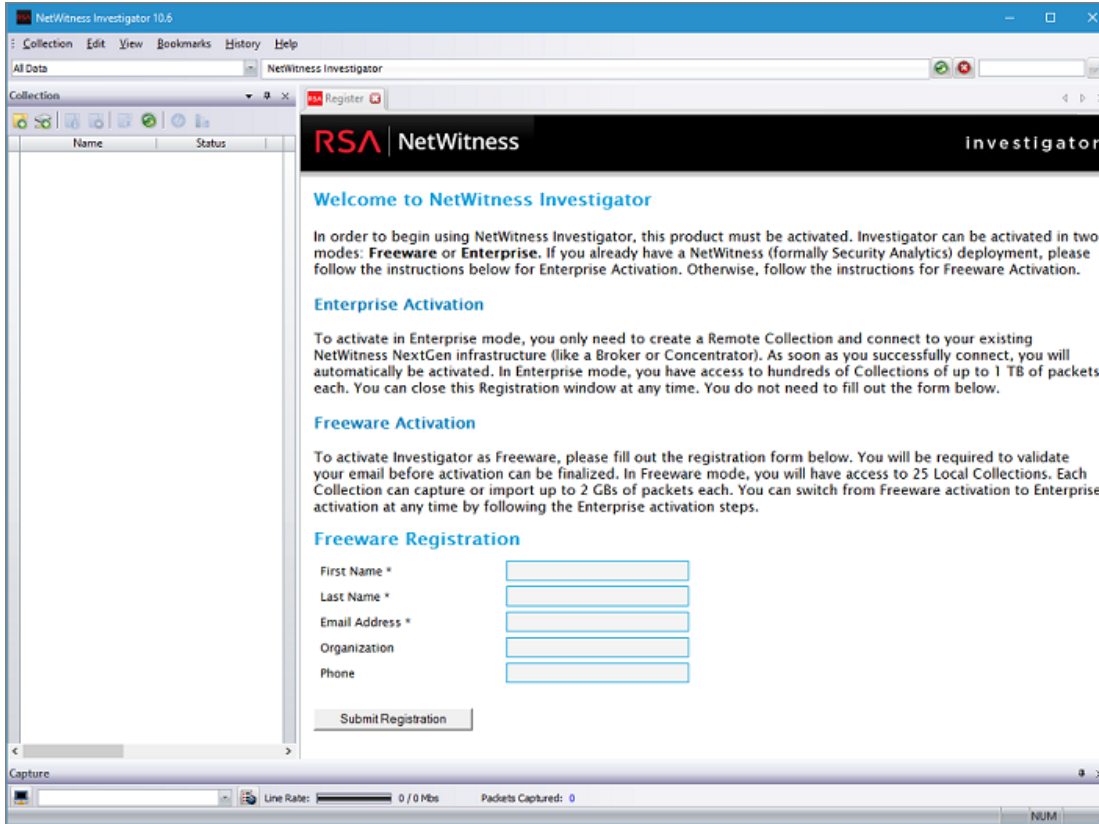 NetWitness Investigator 10.6
Collection Edit View Bookmarks History Help
All Data NetWitness Investigator
Collection
RSA Register
Name Status
RSA NetWitness investigator
Welcome to NetWitness Investigator
In order to begin using NetWitness Investigator, this product must be activated. Investigator can be activated in two
modes: Freeware or Enterprise. If you already have a NetWitness (formally Security Analytics) deployment, please
follow the instructions below for Enterprise Activation. Otherwise, follow the instructions for Freeware Activation.
Enterprise Activation
To activate in Enterprise mode, you only need to create a Remote Collection and connect to your existing
NetWitness NextGen infrastructure (like a Broker or Concentrator). As soon as you successfully connect, you will
automatically be activated. In Enterprise mode, you have access to hundreds of Collections of up to 1 TB of packets
each. You can close this Registration window at any time. You do not need to fill out the form below.
Freeware Activation
To activate Investigator as Freeware, please fill out the registration form below. You will be required to validate
your email before activation can be finalized. In Freeware mode, you will have access to 25 Local Collections. Each
Collection can capture or import up to 2 GBs of packets each. You can switch from Freeware activation to Enterprise
activation at any time by following the Enterprise activation steps.
Freeware Registration
First Name *
Last Name *
Email Address *
Organization
Phone
Submit Registration
Capture
Line Rate: 0 / 0 Mbs Packets Captured: 0
NUM